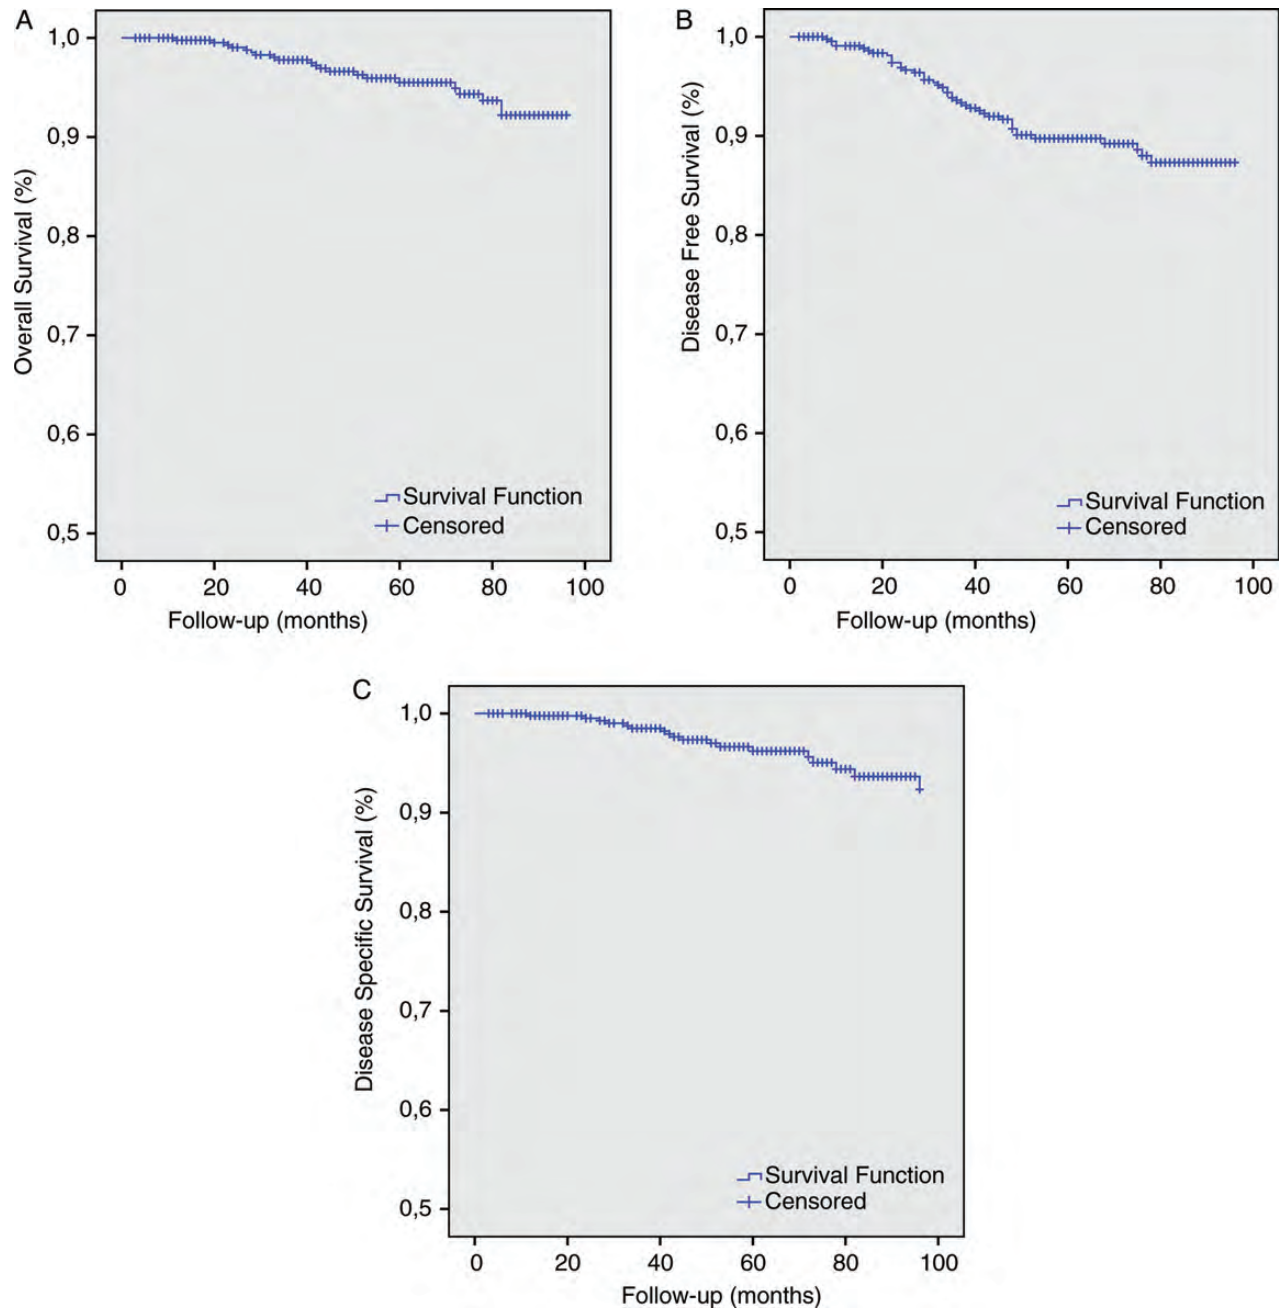 A
Overall Survival (%)
1,0
0,9
0,8
0,7
0,6
0,5
Survival Function
Censored
0 20 40 60 80 100
Follow-up (months)
B
Disease Free Survival (%)
1,0
0,9
0,8
0,7
0,6
0,5
Survival Function
Censored
0 20 40 60 80 100
Follow-up (months)
C
Disease Specific Survival (%)
1,0
0,9
0,8
0,7
0,6
0,5
Survival Function
Censored
0 20 40 60 80 100
Follow-up (months)